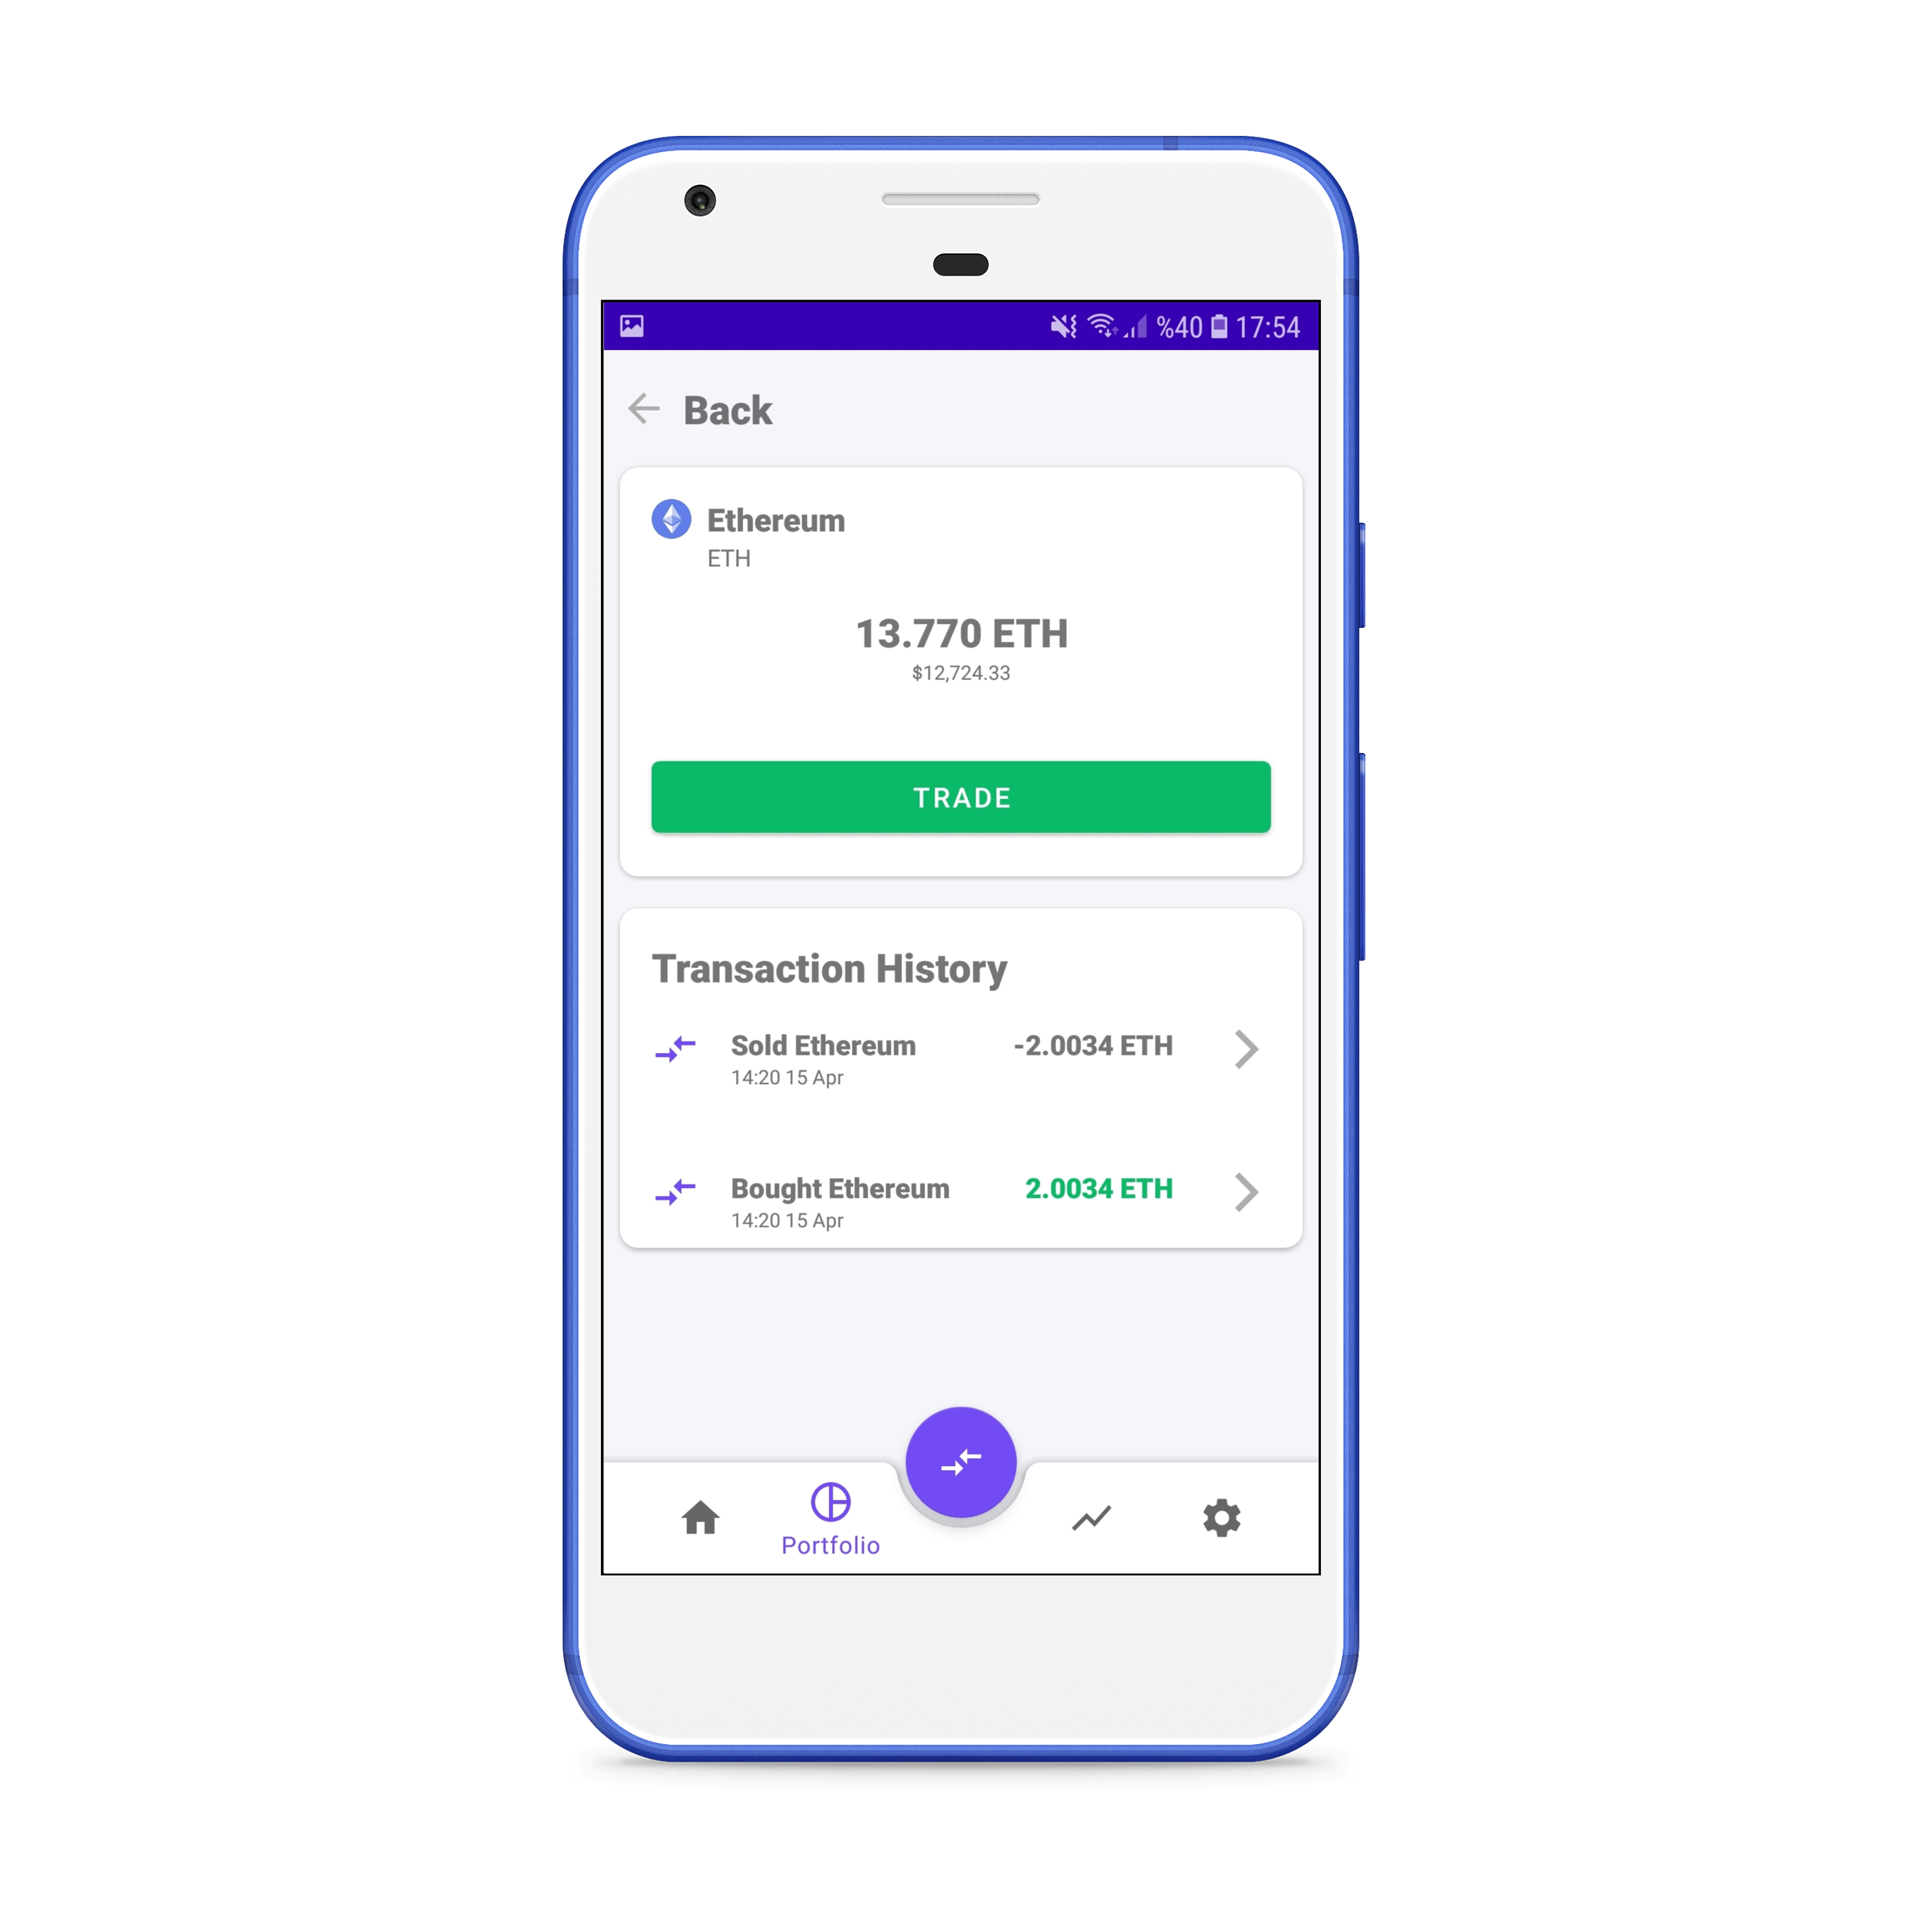 %40 17:54
Back
Ethereum
ETH
13.770 ETH
$12,724.33
TRADE
Transaction History
Sold Ethereum -2.0034 ETH
14:20 15 Apr
Bought Ethereum 2.0034 ETH
14:20 15 Apr
Portfolio